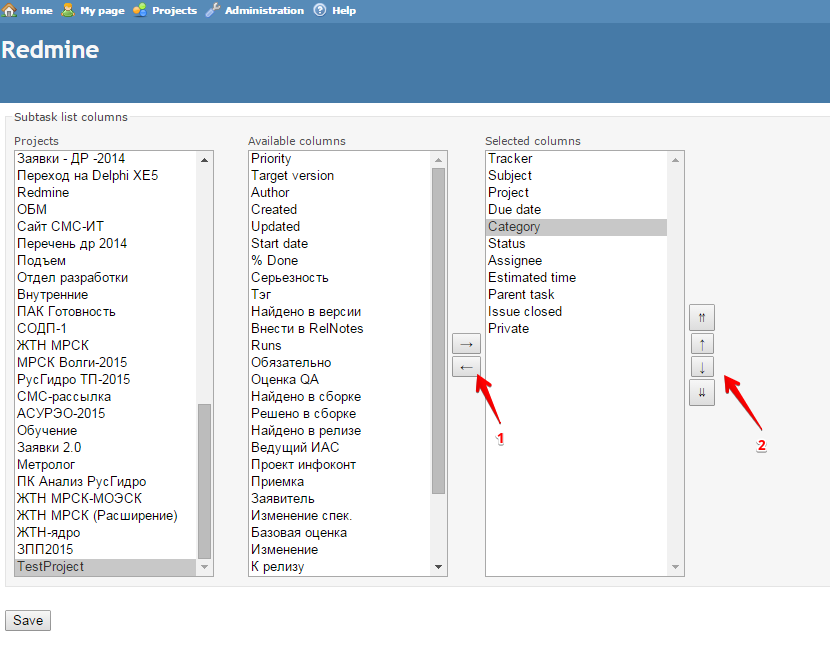 Home My page Projects Administration Help
Redmine
Subtask list columns
Projects
Заявки - ДР -2014
Переход на Delphi XE5
Redmine
ОБМ
Сайт СМС-ИТ
Перечень др 2014
Подъем
Отдел разработки
Внутренние
ПАК Готовность
СОДП-1
ЖТН МРСК
МРСК Волги-2015
РусГидро ТП-2015
СМС-рассылка
АСУРЭО-2015
Обучение
Заявки 2.0
Метролог
ПК Анализ РусГидро
ЖТН МРСК-МОЭСК
ЖТН МРСК (Расширение)
ЖТН-ядро
ЗПП2015
TestProject
Available columns
Priority
Target version
Author
Created
Updated
Start date
% Done
Серьезность
Тэг
Найдено в версии
Внести в RelNotes
Runs
Обязательно
Оценка QA
Найдено в сборке
Решено в сборке
Найдено в релизе
Ведущий ИАС
Проект инфоконт
Приемка
Заявитель
Изменение спек.
Базовая оценка
Изменение
К релизу
→
←
1
Selected columns
Tracker
Subject
Project
Due date
Category
Status
Assignee
Estimated time
Parent task
Issue closed
Private
⇈
↑
↓
⇊
2
Save